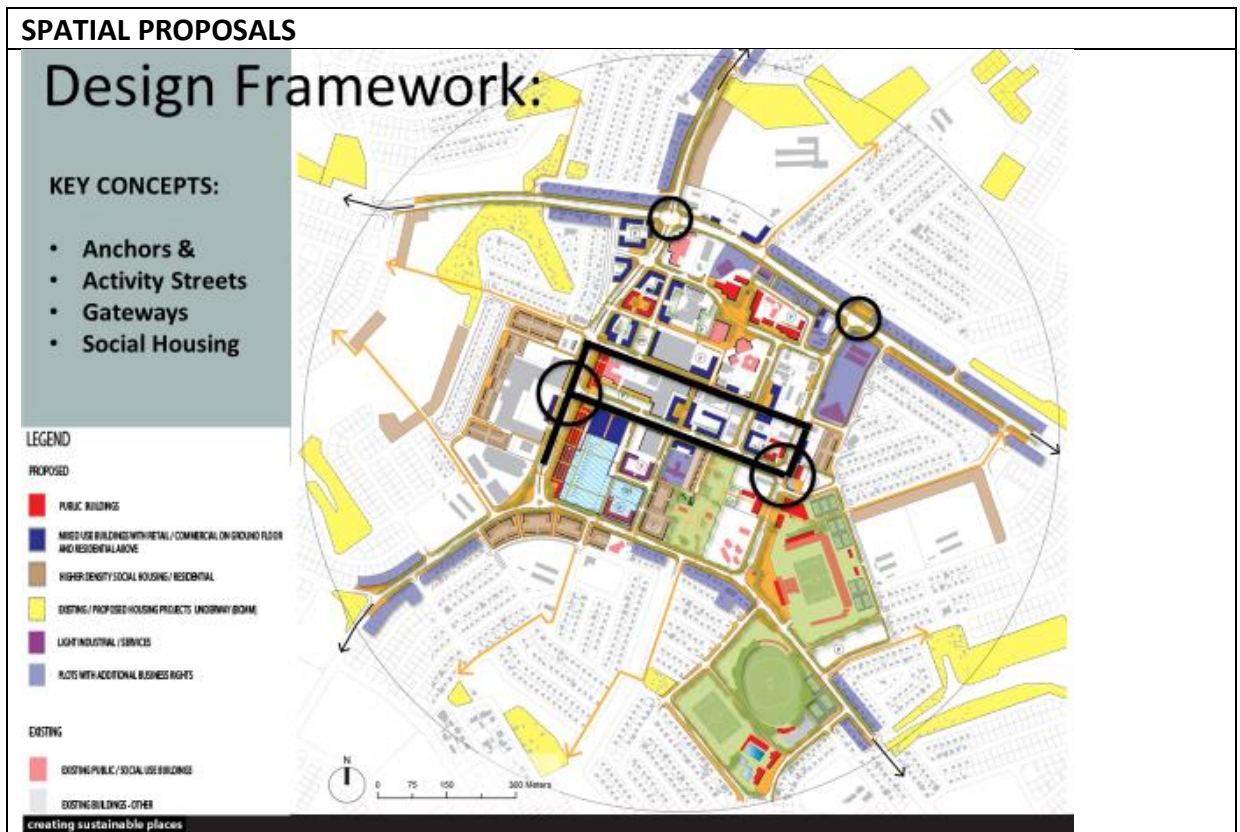 SPATIAL PROPOSALS
Design Framework:
KEY CONCEPTS:
• Anchors &
• Activity Streets
• Gateways
• Social Housing
LEGEND
PROPOSED
PUBLIC BUILDINGS
MIXED USE BUILDINGS WITH RETAIL / COMMERCIAL ON GROUND FLOOR
AND RESIDENTIAL ABOVE
HIGHER DENSITY SOCIAL HOUSING / RESIDENTIAL
EXISTING / PROPOSED HOUSING PROJECTS UNDERWAY
LIGHT INDUSTRIAL / SERVICES
PLOTS WITH ADDITIONAL BUSINESS RIGHTS
EXISTING
EXISTING PUBLIC / SOCIAL USE BUILDINGS
EXISTING BUILDINGS - OTHER
N
0 75 150 300 Meters
creating sustainable places